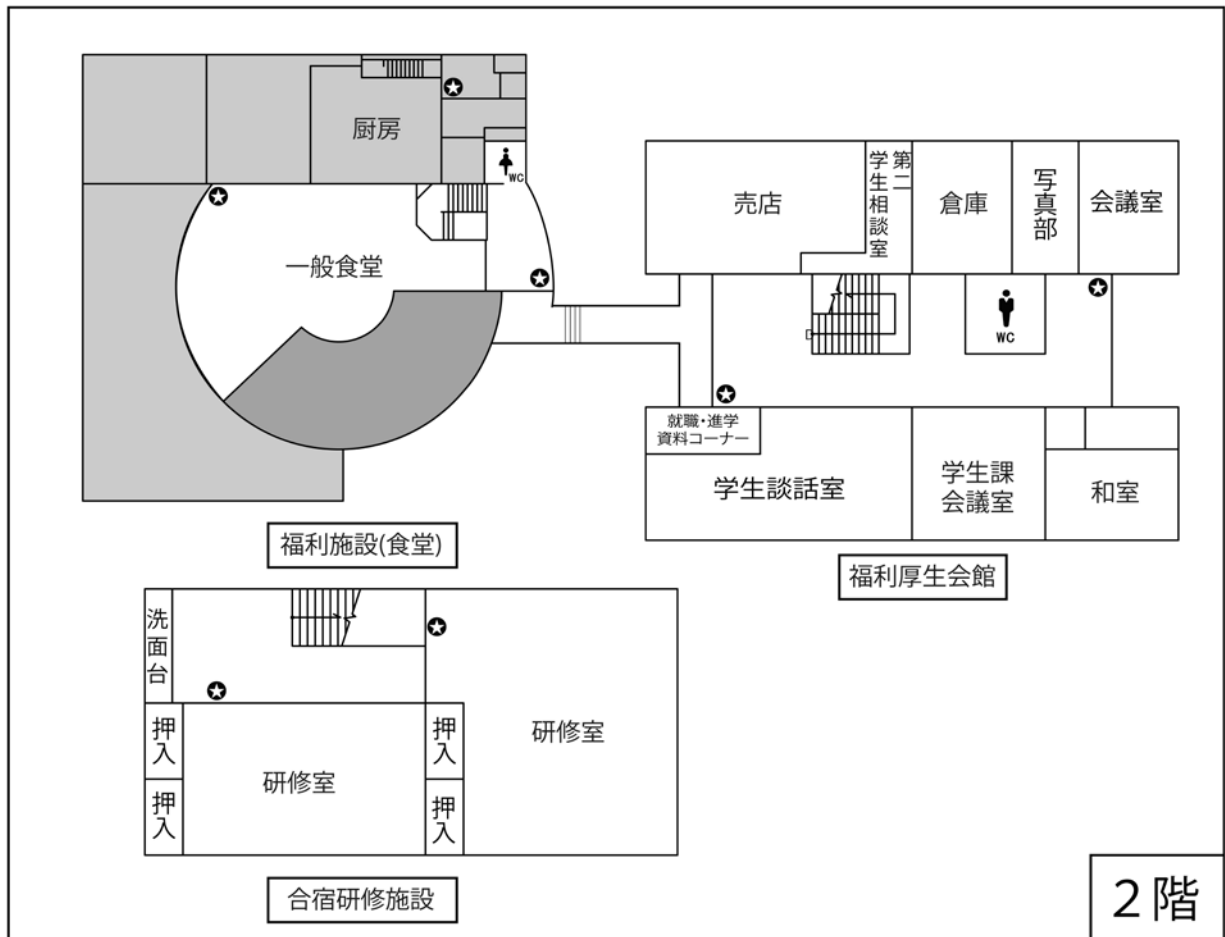 厨房
WC
一般食堂
福利施設(食堂)
売店
第二
学生相談室
倉庫
写真部
会議室
WC
就職・進学
資料コーナー
学生談話室
学生課
会議室
和室
福利厚生会館
洗面台
押入
押入
研修室
押入
押入
研修室
合宿研修施設
2階